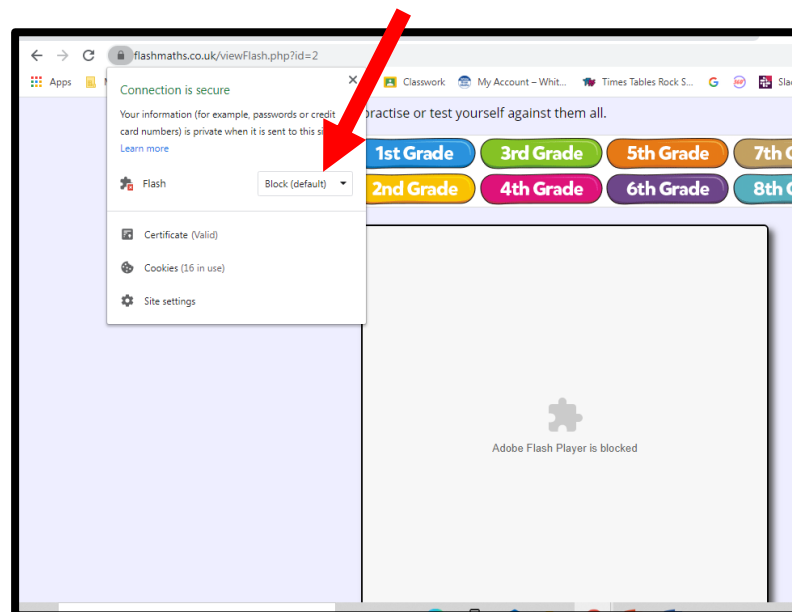 flashmaths.co.uk/viewFlash.php?id=2
Apps
Classwork
My Account – Whit...
Times Tables Rock S...
Slac
Connection is secure
Your information (for example, passwords or credit
card numbers) is private when it is sent to this
Learn more
Flash
Block (default)
Certificate (Valid)
Cookies (16 in use)
Site settings
practise or test yourself against them all.
1st Grade
3rd Grade
5th Grade
7th
2nd Grade
4th Grade
6th Grade
8th
Adobe Flash Player is blocked